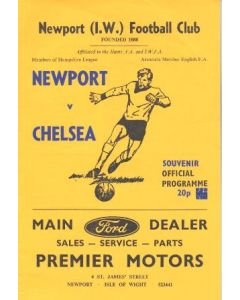 Newport (I.W.) Football Club
FOUNDED 1888
Affiliated to the Hants. F.A. and I.W.F.A.
Members of Hampshire League
Associate Member English F.A.
NEWPORT
v
CHELSEA
SOUVENIR
OFFICIAL
PROGRAMME
20p
MAIN Ford DEALER
SALES - SERVICE - PARTS
PREMIER MOTORS
4 ST. JAMES' STREET
NEWPORT - ISLE OF WIGHT